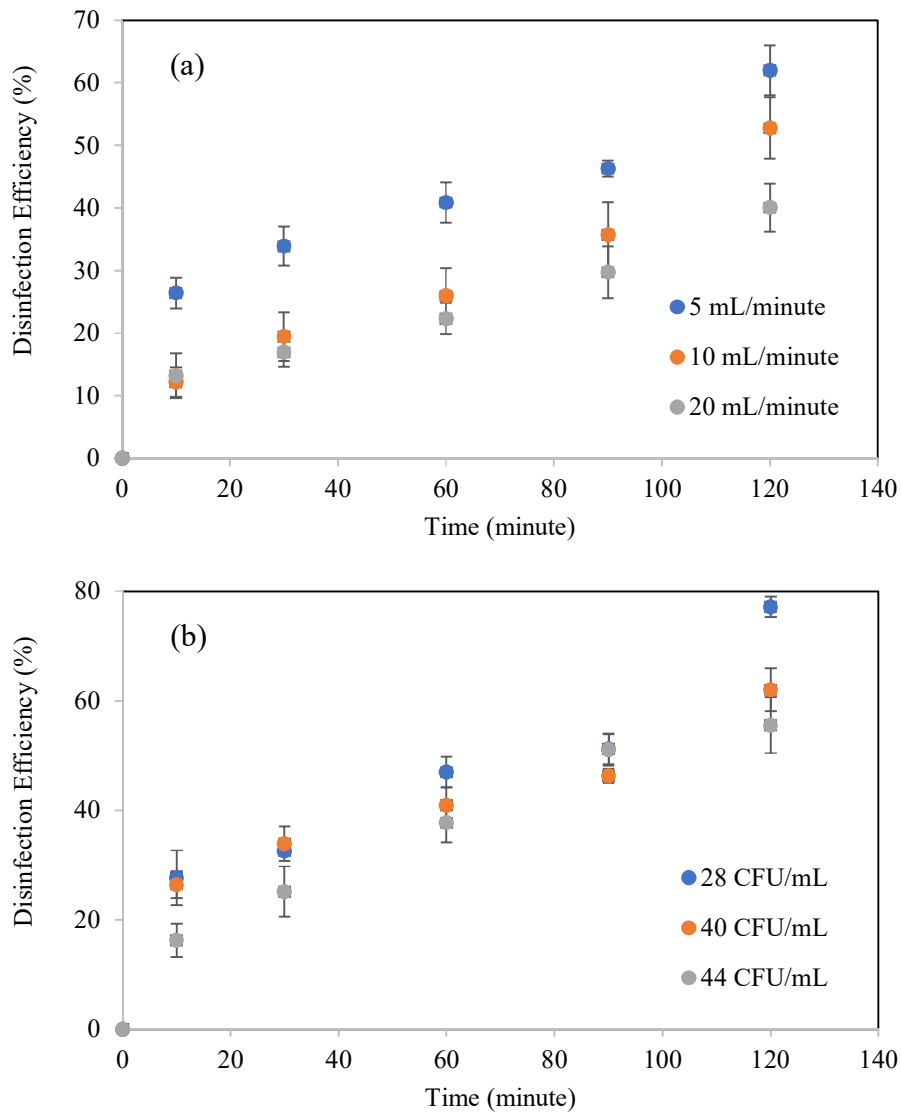 70
60
50
40
30
20
10
0
Disinfection Efficiency (%)
(a)
5 mL/minute
10 mL/minute
20 mL/minute
0 20 40 60 80 100 120 140
Time (minute)
80
60
40
20
0
Disinfection Efficiency (%)
(b)
28 CFU/mL
40 CFU/mL
44 CFU/mL
0 20 40 60 80 100 120 140
Time (minute)